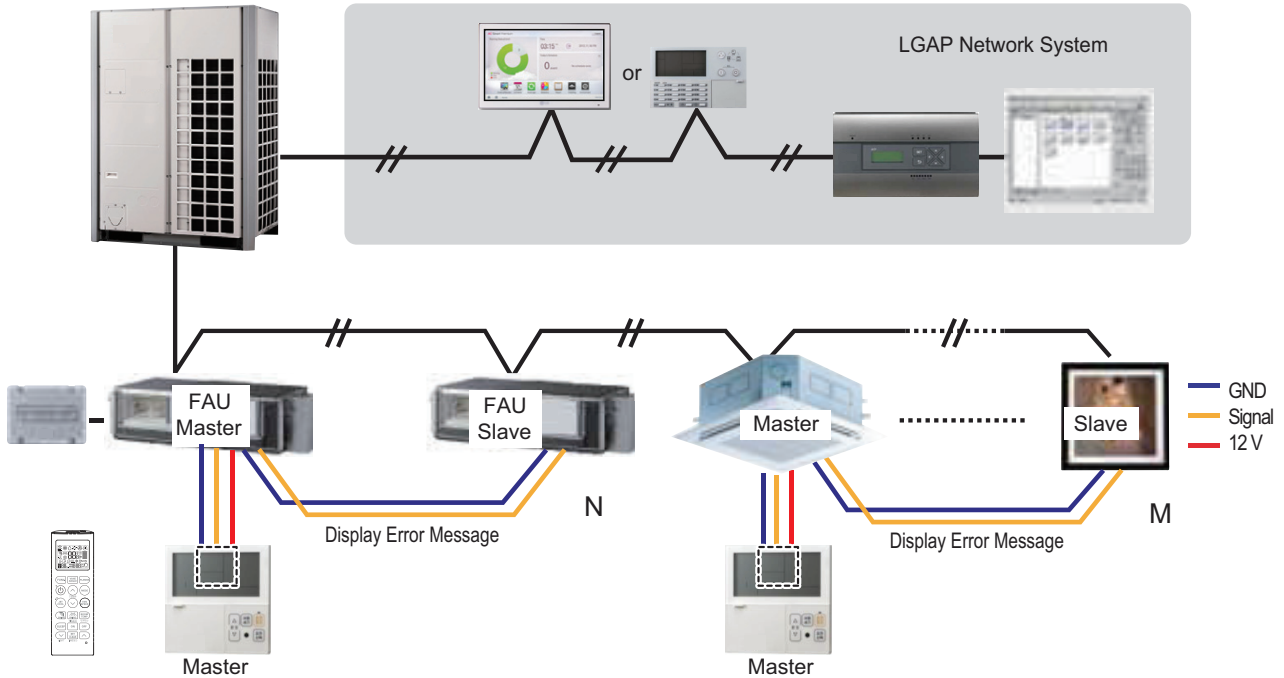 LGAP Network System
or
FAU
Master
FAU
Slave
Master
Slave
GND
Signal
12 V
N
M
Display Error Message
Display Error Message
Master
Master